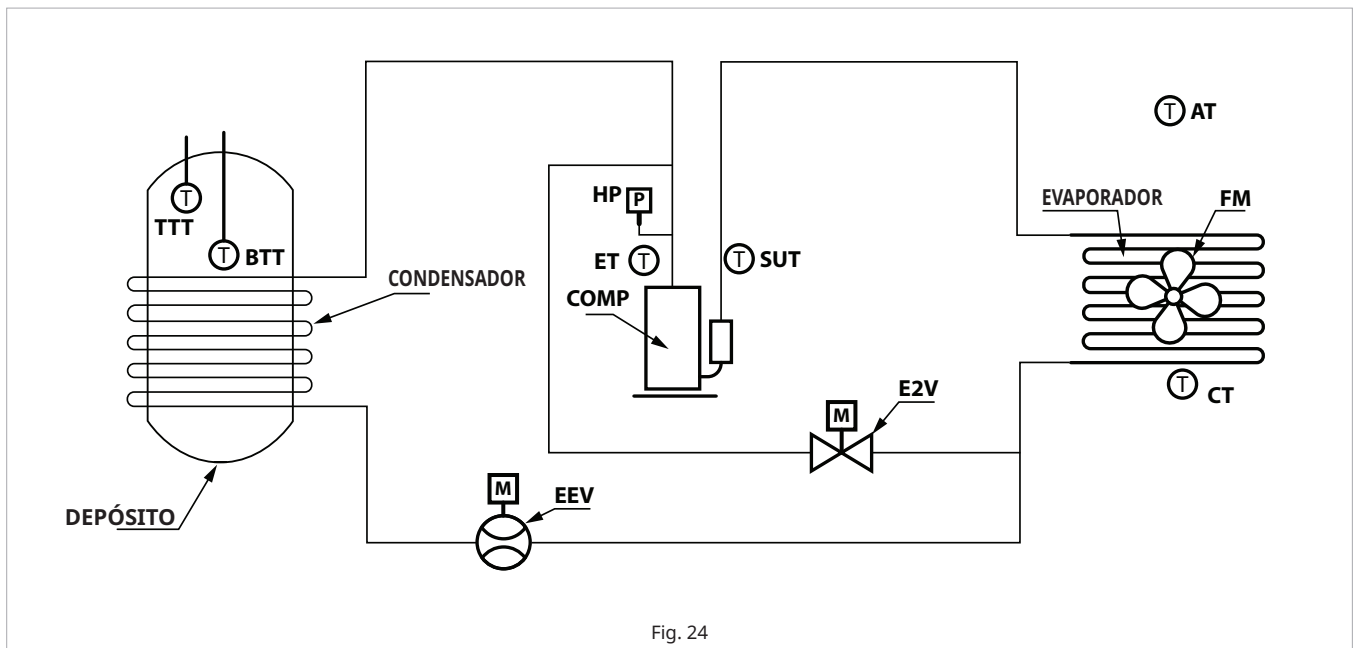 T AT
EVAPORADOR
FM
HP P
T
TTT
T BTT
ET T
T SUT
CONDENSADOR
COMP
T
CT
M
E2V
M
EEV
DEPÓSITO
Fig. 24